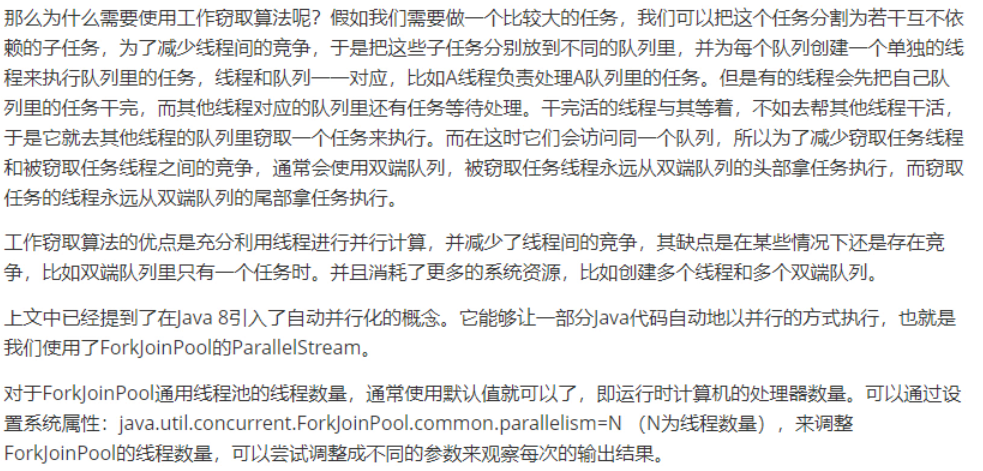 那么为什么需要使用工作窃取算法呢？假如我们需要做一个比较大的任务，我们可以把这个任务分割为若干互不依
赖的子任务，为了减少线程间的竞争，于是把这些子任务分别放到不同的队列里，并为每个队列创建一个单独的线
程来执行队列里的任务，线程和队列一一对应，比如A线程负责处理A队列里的任务。但是有的线程会先把自己队
列里的任务干完，而其他线程对应的队列里还有任务等待处理。干完活的线程与其等着，不如去帮其他线程干活，
于是它就去其他线程的队列里窃取一个任务来执行。而在这时它们会访问同一个队列，所以为了减少窃取任务线程
和被窃取任务线程之间的竞争，通常会使用双端队列，被窃取任务线程永远从双端队列的头部拿任务执行，而窃取
任务的线程永远从双端队列的尾部拿任务执行。
工作窃取算法的优点是充分利用线程进行并行计算，并减少了线程间的竞争，其缺点是在某些情况下还是存在竞
争，比如双端队列里只有一个任务时。并且消耗了更多的系统资源，比如创建多个线程和多个双端队列。
上文中已经提到了在Java 8引入了自动并行化的概念。它能够让一部分Java代码自动地以并行的方式执行，也就是
我们使用了ForkJoinPool的ParallelStream。
对于ForkJoinPool通用线程池的线程数量，通常使用默认值就可以了，即运行时计算机的处理器数量。可以通过设
置系统属性：java.util.concurrent.ForkJoinPool.common.parallelism=N （N为线程数量），来调整
ForkJoinPool的线程数量，可以尝试调整成不同的参数来观察每次的输出结果。